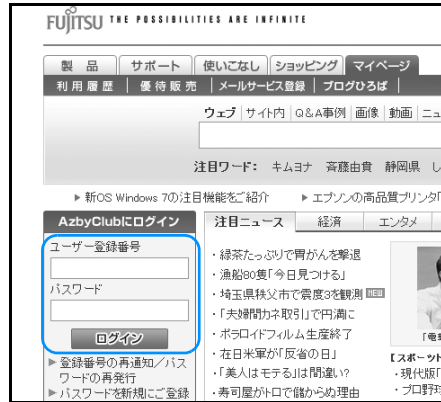 FUJITSU THE POSSIBILITIES ARE INFINITE
製品 サポート 使いこなし ショッピング マイページ
利用履歴 優待販売 メールサービス登録 ブログひろば
ウェブ サイト内 Q&A事例 画像 動画 ニュ
注目ワード: キムヨナ 斉藤由貴 静岡県 し
新OS Windows 7の注目機能をご紹介 エプソンの高品質プリンタ「
AzbyClubにログイン 注目ニュース 経済 エンタメ
ユーザー登録番号
・緑茶たっぷりで胃がんを撃退
・漁船80隻「今日見つける」
パスワード
・埼玉県秩父市で震度3を観測 NEW
・「夫婦間カネ取引」で円満に
ログイン
・ポラロイドフィルム生産終了
「電車
・在日米軍が「反省の日」
登録番号の再通知/パスワードの再発行
【スポーツト
・「美人はモテる」は間違い?
・現代版「
パスワードを新規にご登録
・寿司屋がトロで儲からぬ理由
・プロ野球